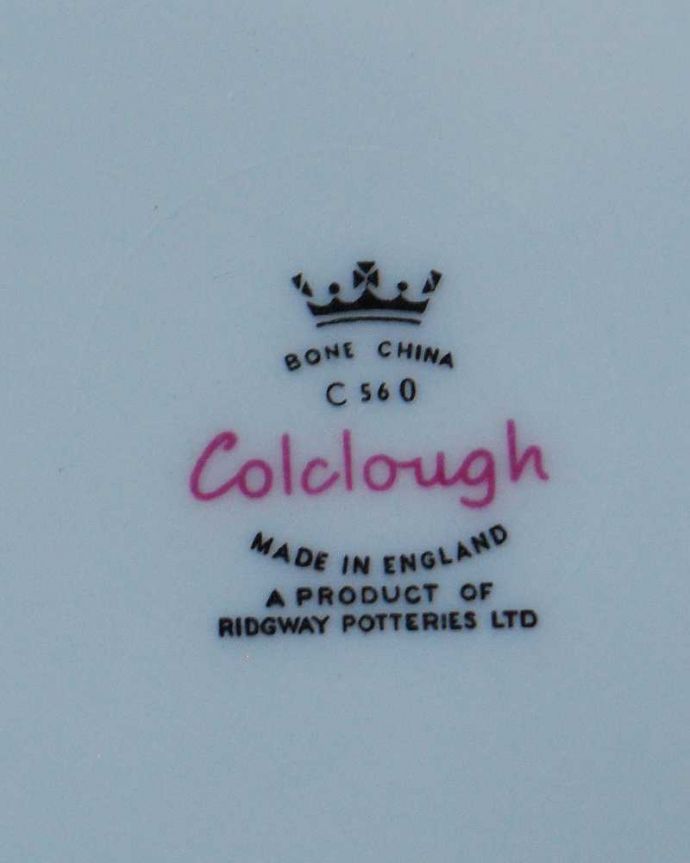 BONE CHINA
C 560
Colclough
MADE IN ENGLAND
A PRODUCT OF
RIDGWAY POTTERIES LTD